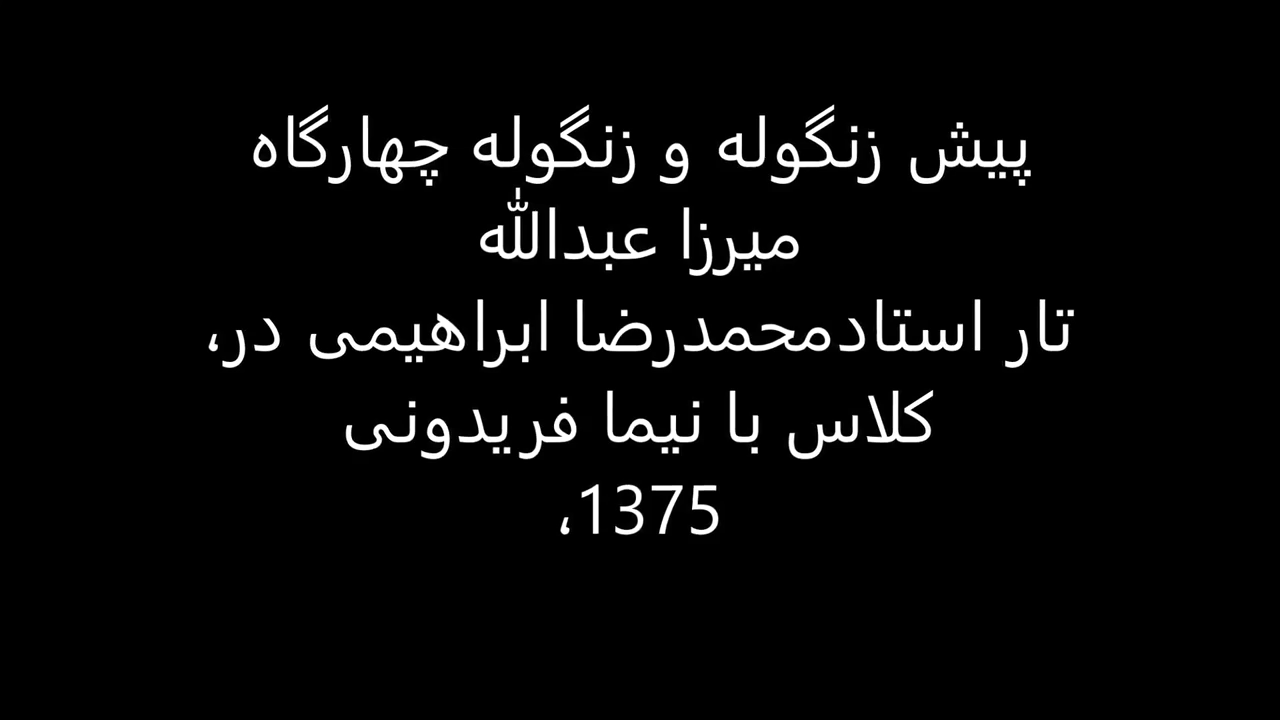 پیش زنگوله و زنگوله چهارگاه
میرزا عبدالله
تار استادمحمدرضا ابراهیمی در،
کلاس با نیما فریدونی
1375،